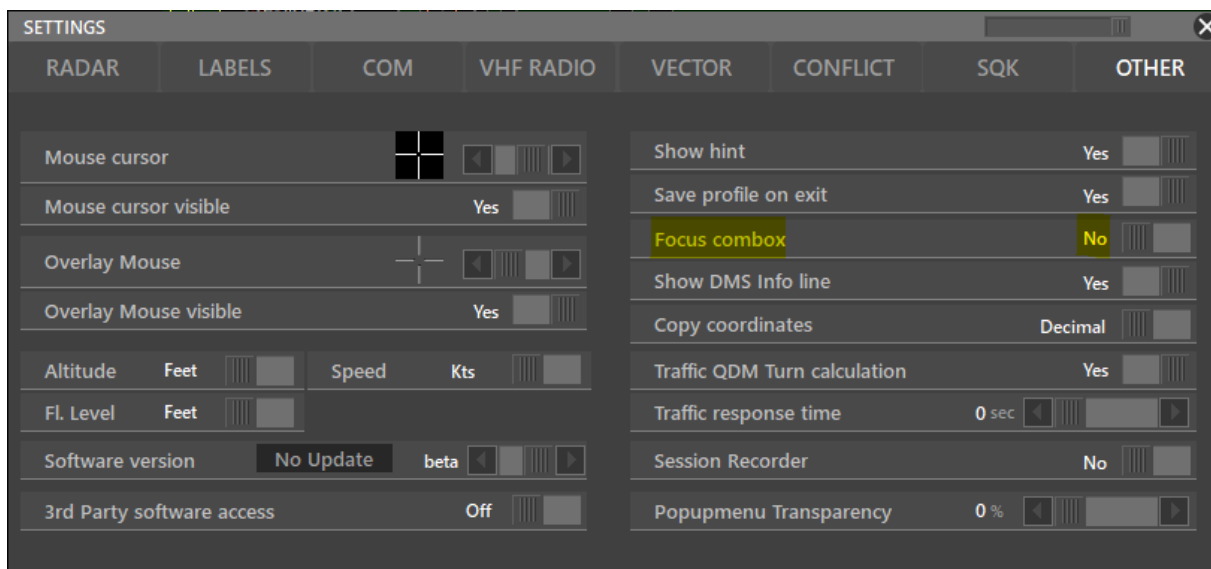 SETTINGS
RADAR LABELS COM VHF RADIO VECTOR CONFLICT SQK OTHER
Mouse cursor
Mouse cursor visible Yes
Overlay Mouse
Overlay Mouse visible Yes
Altitude Feet Speed Kts
Fl. Level Feet
Software version No Update beta
3rd Party software access Off
Show hint Yes
Save profile on exit Yes
Focus combox No
Show DMS Info line Yes
Copy coordinates Decimal
Traffic QDM Turn calculation Yes
Traffic response time 0 sec
Session Recorder No
Popupmenu Transparency 0 %